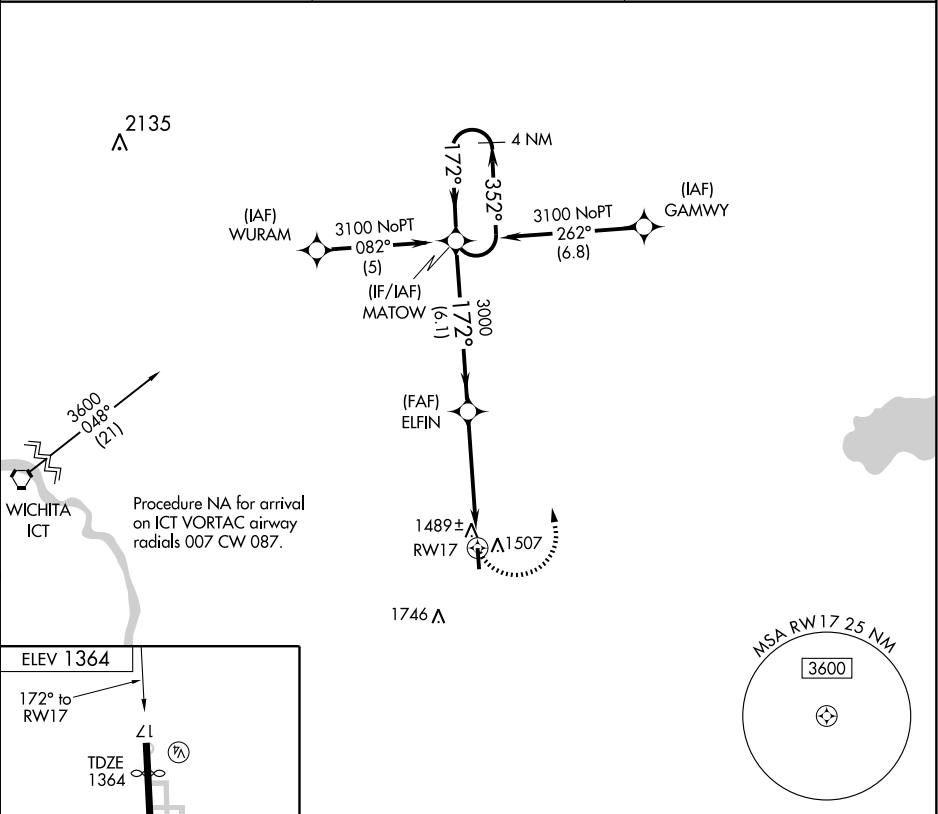 2135
4 NM
172°
352°
(IAF)
WURAM
3100 NoPT
082°
(5)
3100 NoPT
262°
(6.8)
(IAF)
GAMWY
(IF/IAF)
MATOW
3000
172°
(6.1)
(FAF)
ELFIN
3600
048°
(21)
WICHITA
ICT
Procedure NA for arrival
on ICT VORTAC airway
radials 007 CW 087.
1489±
RW17
1507
1746
MSA RW17 25 NM
3600
ELEV 1364
172° to
RW17
17
V4
TDZE
1364